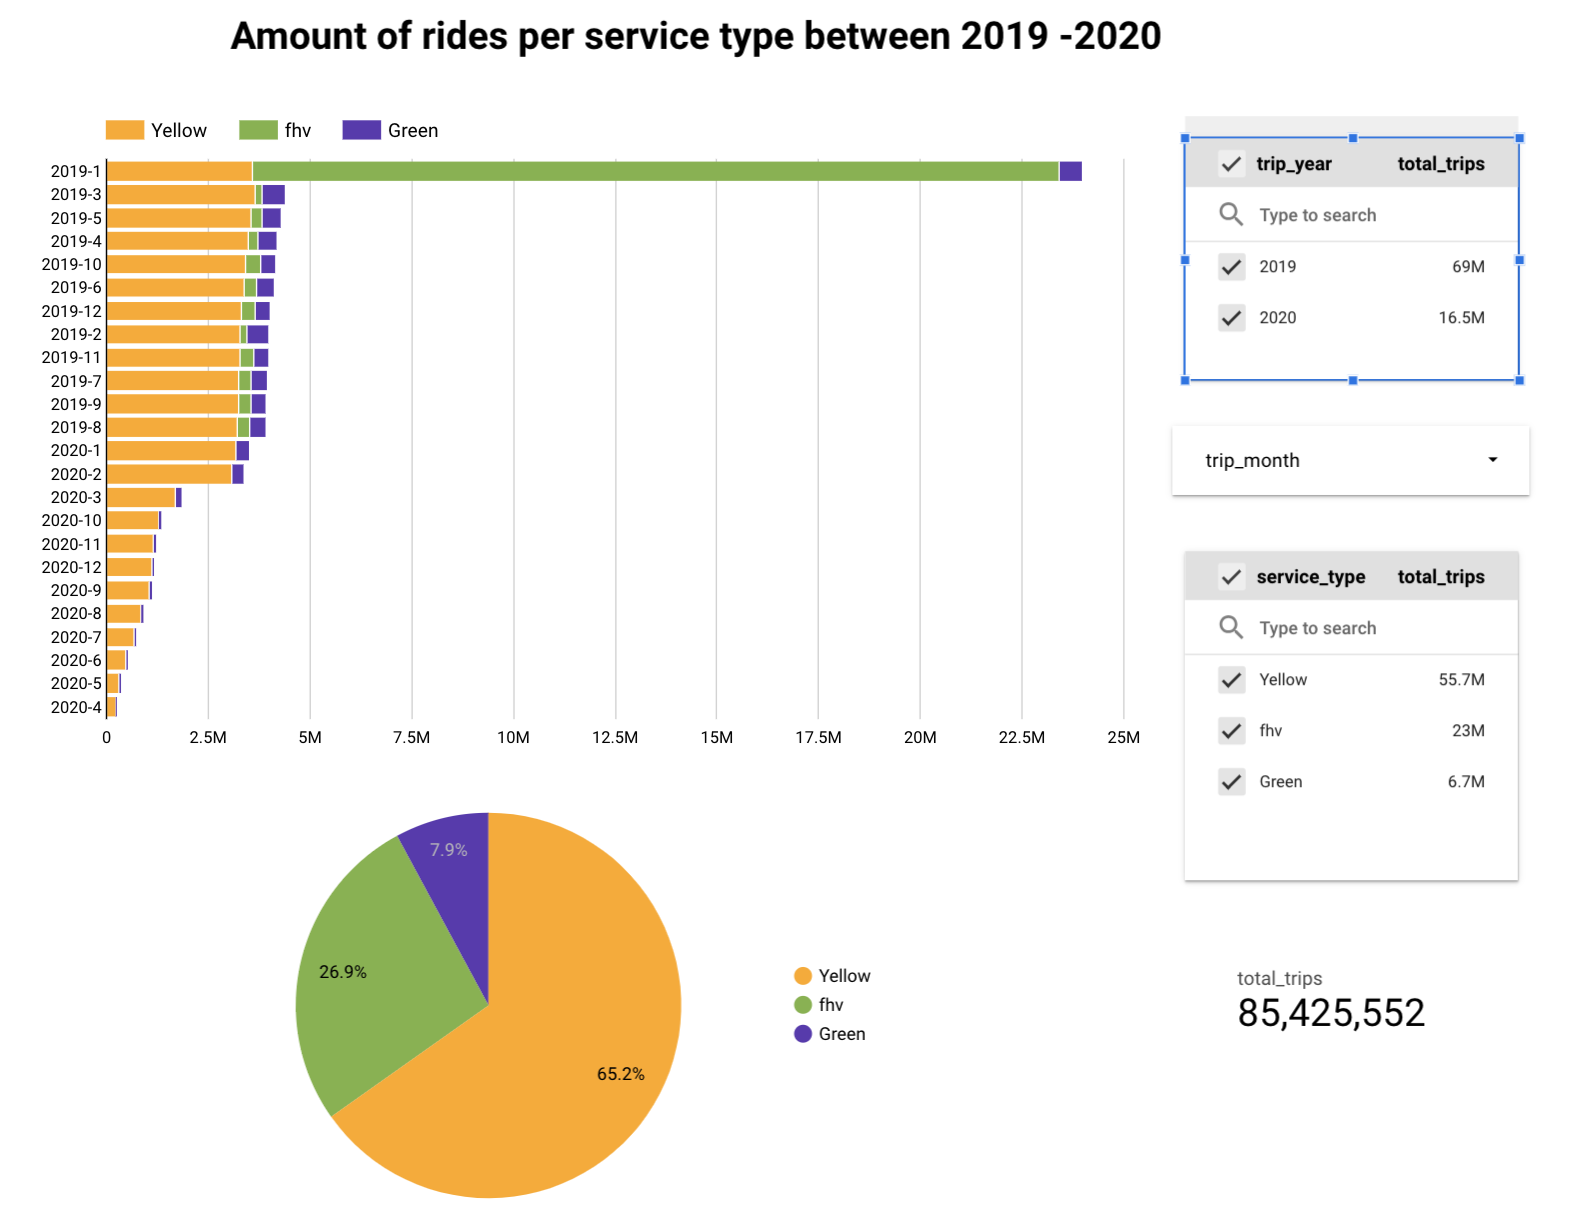 Amount of rides per service type between 2019 -2020
Yellow fhv Green
2019-1
2019-3
2019-5
2019-4
2019-10
2019-6
2019-12
2019-2
2019-11
2019-7
2019-9
2019-8
2020-1
2020-2
2020-3
2020-10
2020-11
2020-12
2020-9
2020-8
2020-7
2020-6
2020-5
2020-4
0 2.5M 5M 7.5M 10M 12.5M 15M 17.5M 20M 22.5M 25M
trip_year total_trips
Type to search
2019 69M
2020 16.5M
trip_month
service_type total_trips
Type to search
Yellow 55.7M
fhv 23M
Green 6.7M
7.9%
26.9%
65.2%
Yellow
fhv
Green
total_trips
85,425,552